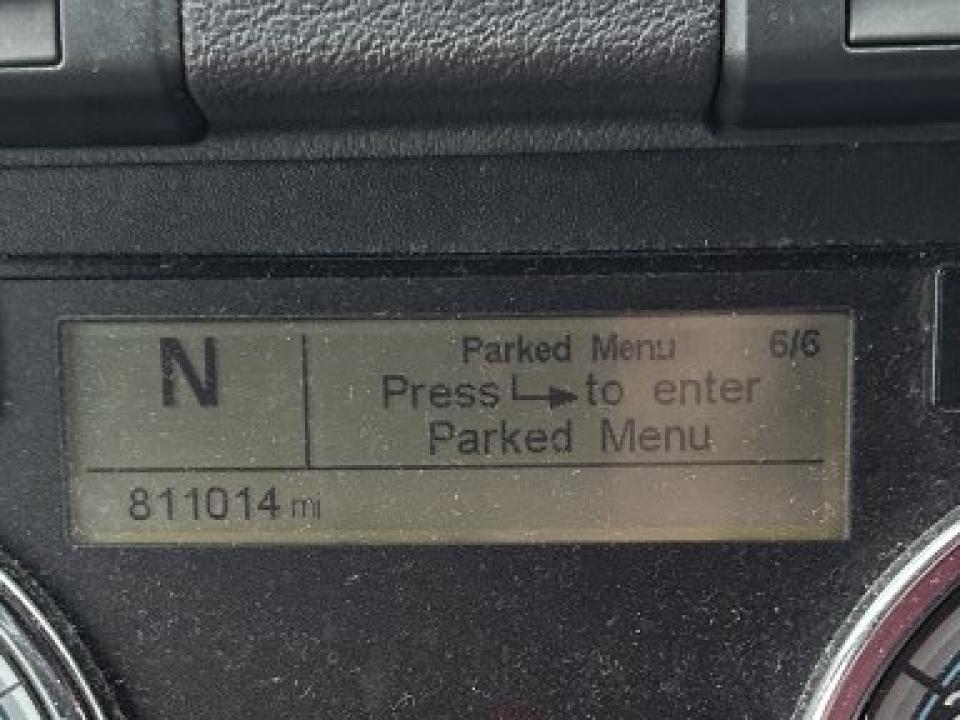 N
Parked Menu 6/6
Press ↳ to enter
Parked Menu
811014 mi